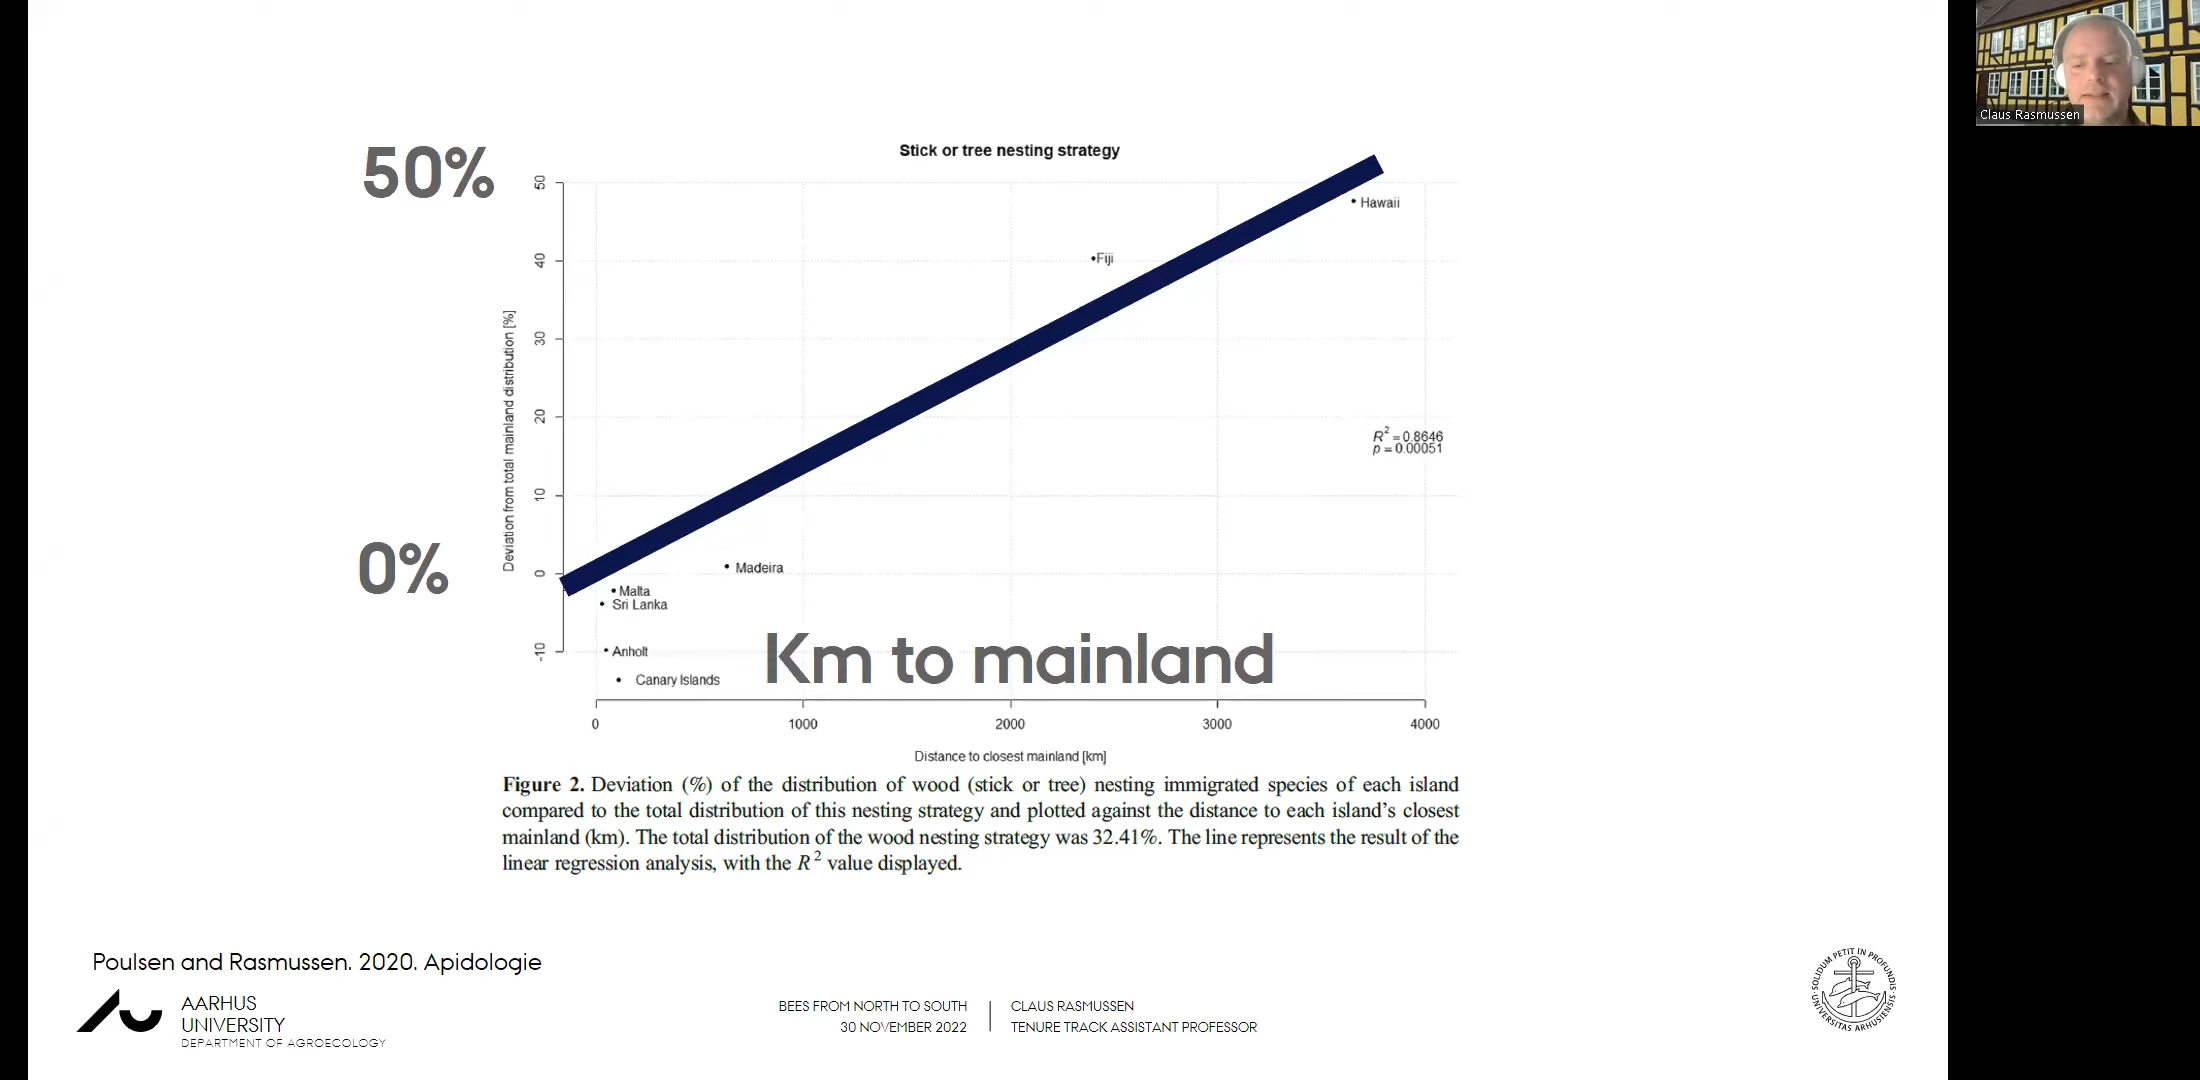 Claus Rasmussen
Stick or tree nesting strategy
50%
0%
50
40
30
20
10
0
-10
Deviation from total mainland distribution [%]
Hawaii
Fiji
R² = 0.8646
p = 0.00051
Madeira
Malta
Sri Lanka
Anholt
Canary Islands
Km to mainland
0 1000 2000 3000 4000
Distance to closest mainland [km]
Figure 2. Deviation (%) of the distribution of wood (stick or tree) nesting immigrated species of each island
compared to the total distribution of this nesting strategy and plotted against the distance to each island's closest
mainland (km). The total distribution of the wood nesting strategy was 32.41%. The line represents the result of the
linear regression analysis, with the R² value displayed.
Poulsen and Rasmussen. 2020. Apidologie
AARHUS
UNIVERSITY
DEPARTMENT OF AGROECOLOGY
BEES FROM NORTH TO SOUTH
30 NOVEMBER 2022
CLAUS RASMUSSEN
TENURE TRACK ASSISTANT PROFESSOR
SOLIDUM PETIT IN PROFUNDIS
UNIVERSITAS ARHUSIENSIS